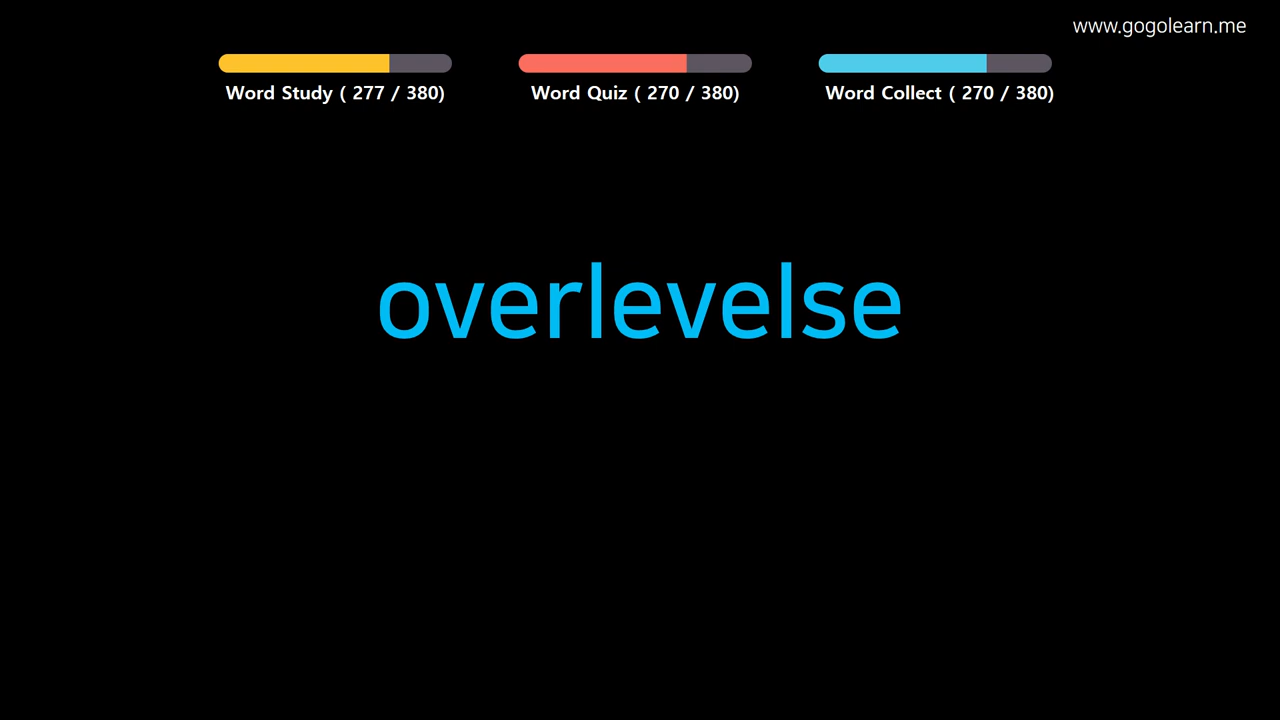 www.gogolearn.me
Word Study ( 277 / 380)
Word Quiz ( 270 / 380)
Word Collect ( 270 / 380)
overlevelse